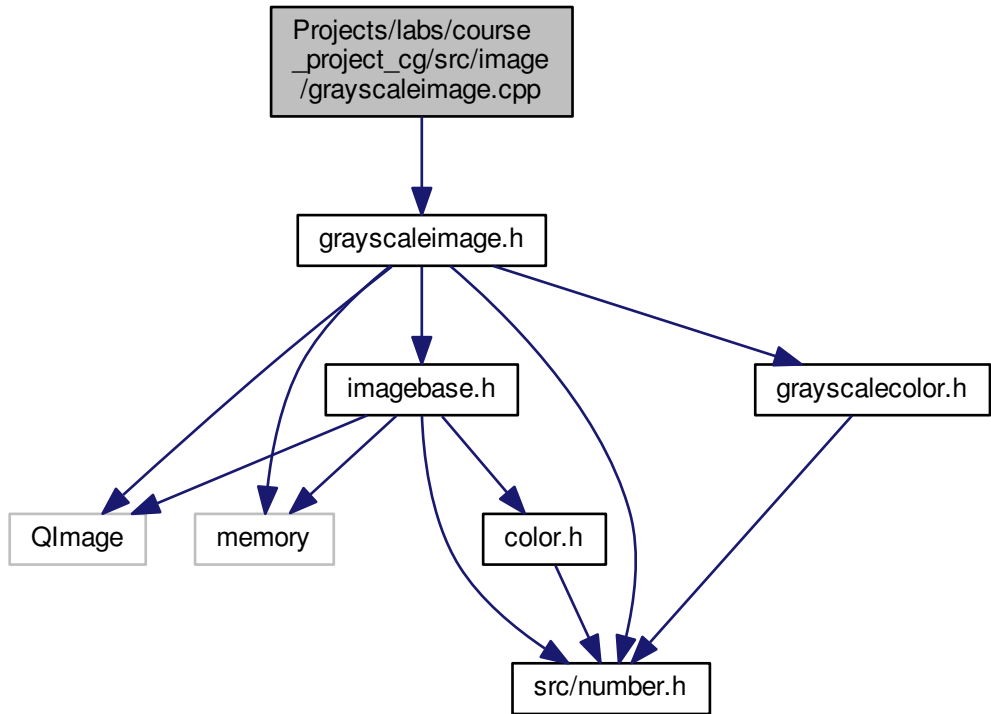 Projects/labs/course
_project_cg/src/image
/grayscaleimage.cpp
grayscaleimage.h
imagebase.h
grayscalecolor.h
QImage
memory
color.h
src/number.h